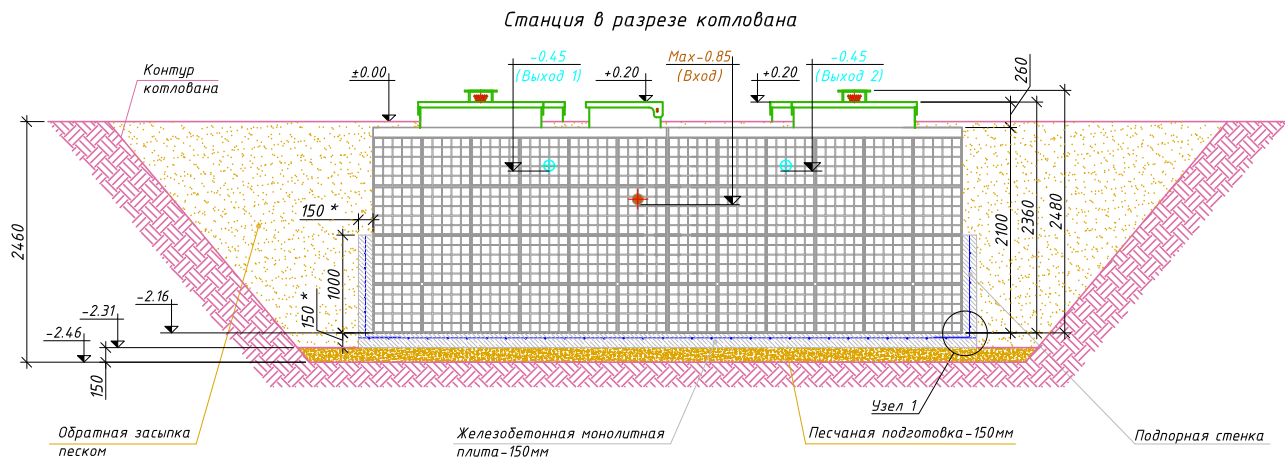 Станция в разрезе котлована
Контур
котлована
±0.00
-0.45
(Выход 1)
+0.20
Max-0.85
(Вход)
+0.20
-0.45
(Выход 2)
260
2460
150 *
1000
150 *
2100
2360
2480
-2.16
-2.31
-2.46
150
Узел 1
Обратная засыпка
песком
Железобетонная монолитная
плита-150мм
Песчаная подготовка-150мм
Подпорная стенка